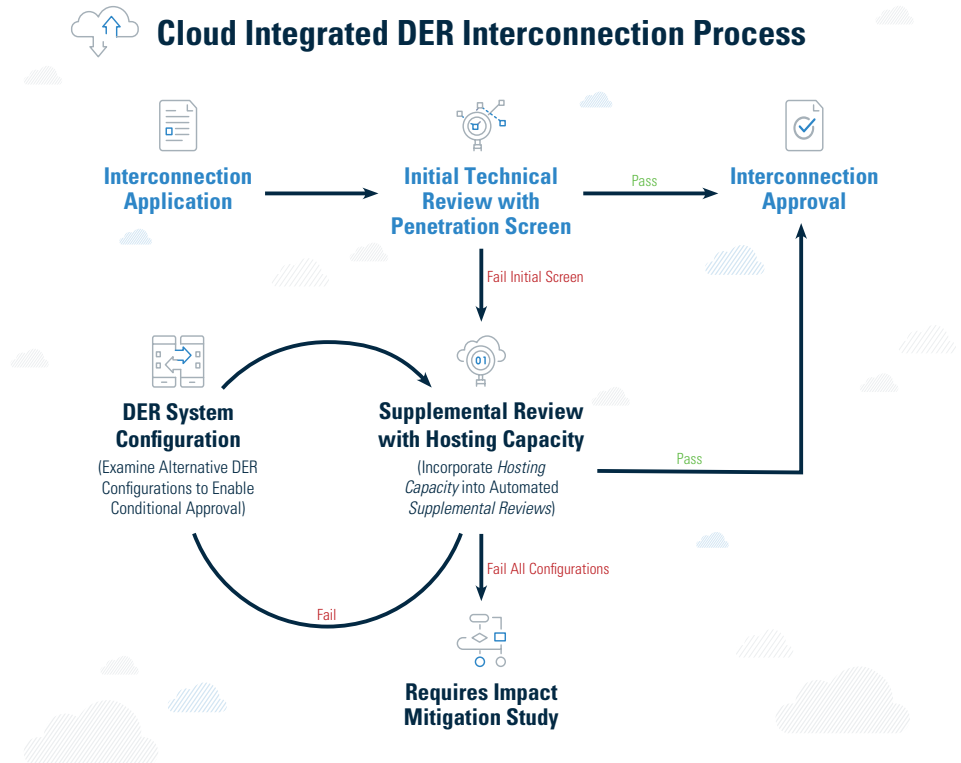 Cloud Integrated DER Interconnection Process
Interconnection
Application
Initial Technical
Review with
Penetration Screen
Pass
Interconnection
Approval
Fail Initial Screen
01
DER System
Configuration
(Examine Alternative DER
Configurations to Enable
Conditional Approval)
Supplemental Review
with Hosting Capacity
(Incorporate Hosting
Capacity into Automated
Supplemental Reviews)
Pass
Fail All Configurations
Fail
Requires Impact
Mitigation Study